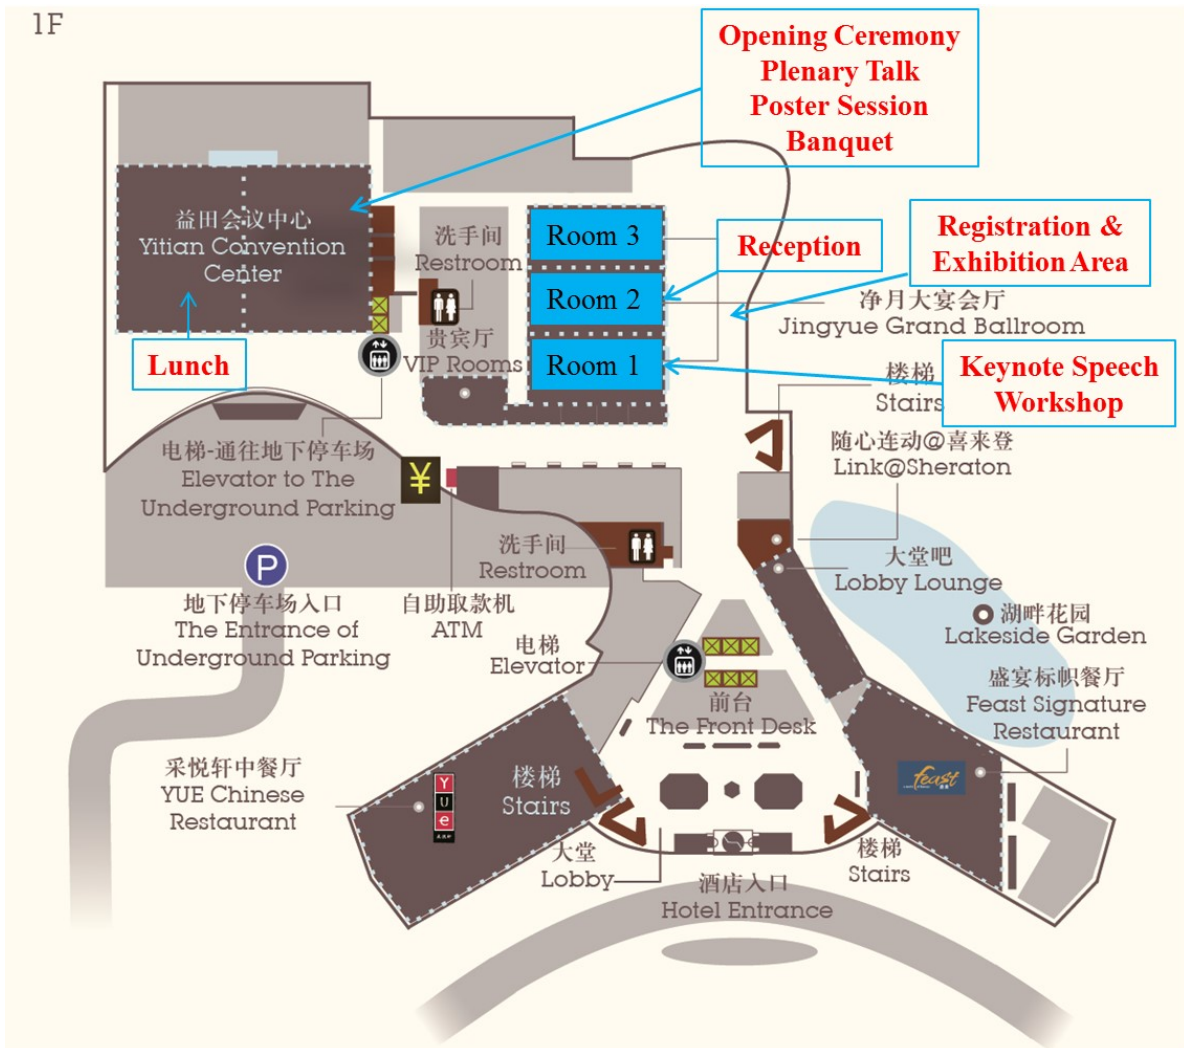 1F
Opening Ceremony
Plenary Talk
Poster Session
Banquet
益田会议中心
Yitian Convention
Center
洗手间
Restroom
Room 3
Room 2
Room 1
Reception
Registration &
Exhibition Area
净月大宴会厅
Jingyue Grand Ballroom
贵宾厅
VIP Rooms
Lunch
Keynote Speech
Workshop
楼梯
Stairs
电梯-通往地下停车场
Elevator to The
Underground Parking
¥
随心连动@喜来登
Link@Sheraton
洗手间
Restroom
大堂吧
Lobby Lounge
P
地下停车场入口
The Entrance of
Underground Parking
自助取款机
ATM
湖畔花园
Lakeside Garden
电梯
Elevator
前台
The Front Desk
盛宴标帜餐厅
Feast Signature
Restaurant
采悦轩中餐厅
YUE Chinese
Restaurant
YUe
楼梯
Stairs
feast
大堂
Lobby
酒店入口
Hotel Entrance
楼梯
Stairs